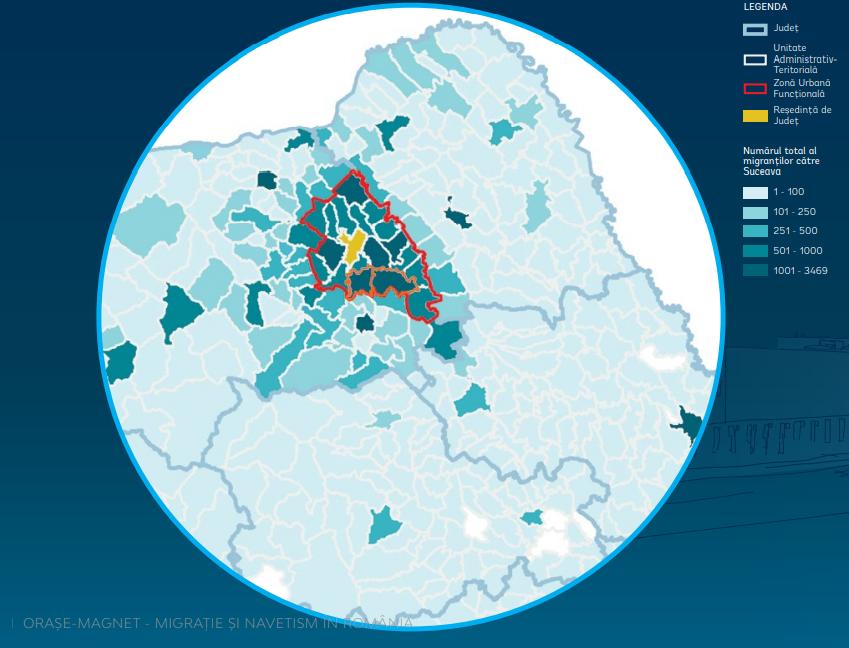 LEGENDA
Județ
Unitate
Administrativ-
Teritorială
Zonă Urbană
Funcțională
Reședință de
Județ
Numărul total al
migranților către
Suceava
1 - 100
101 - 250
251 - 500
501 - 1000
1001 - 3469
| ORAȘE-MAGNET - MIGRAȚIE ȘI NAVETISM ÎN ROMÂNIA